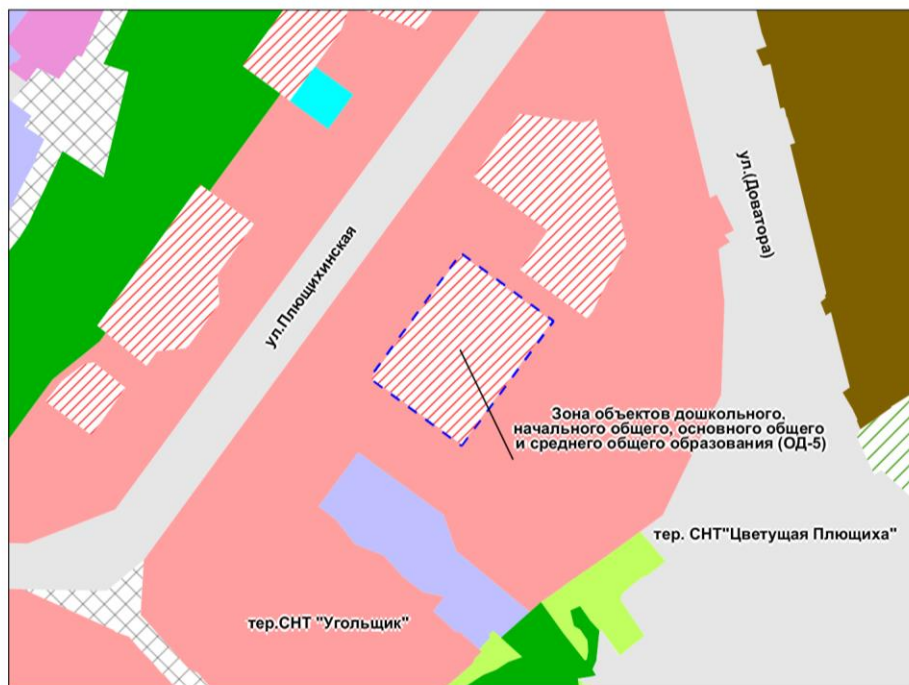 ул.(Доватора)
ул.Плющихинская
Зона объектов дошкольного,
начального общего, основного общего
и среднего общего образования (ОД-5)
тер. СНТ"Цветущая Плющиха"
тер.СНТ "Угольщик"